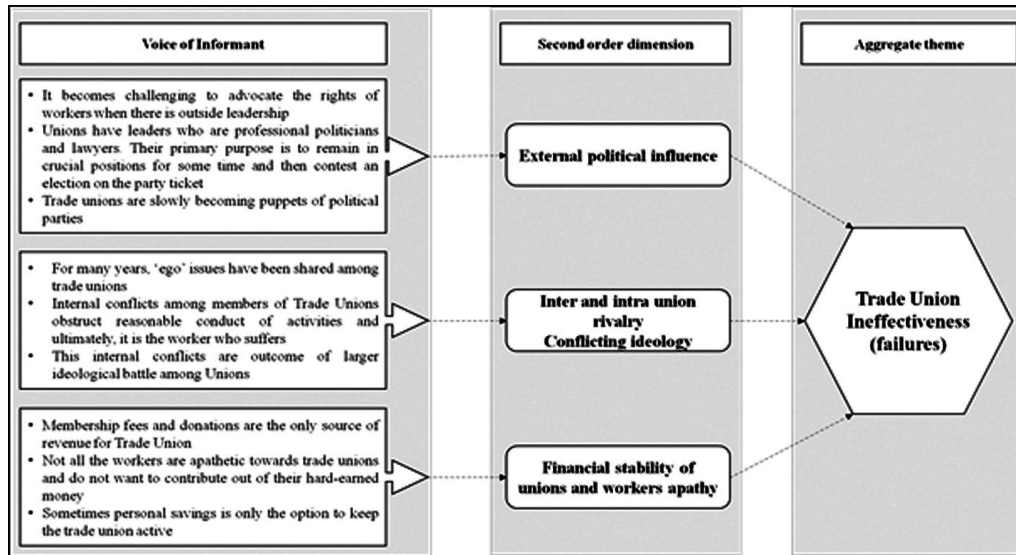 Voice of Informant
Second order dimension
Aggregate theme
• It becomes challenging to advocate the rights of
workers when there is outside leadership
• Unions have leaders who are professional politicians
and lawyers. Their primary purpose is to remain in
crucial positions for some time and then contest an
election on the party ticket
• Trade unions are slowly becoming puppets of political
parties
External political influence
• For many years, 'ego' issues have been shared among
trade unions
• Internal conflicts among members of Trade Unions
obstruct reasonable conduct of activities and
ultimately, it is the worker who suffers
• This internal conflicts are outcome of larger
ideological battle among Unions
Inter and intra union
rivalry
Conflicting ideology
Trade Union
Ineffectiveness
(failures)
• Membership fees and donations are the only source of
revenue for Trade Union
• Not all the workers are apathetic towards trade unions
and do not want to contribute out of their hard-earned
money
• Sometimes personal savings is only the option to keep
the trade union active
Financial stability of
unions and workers apathy